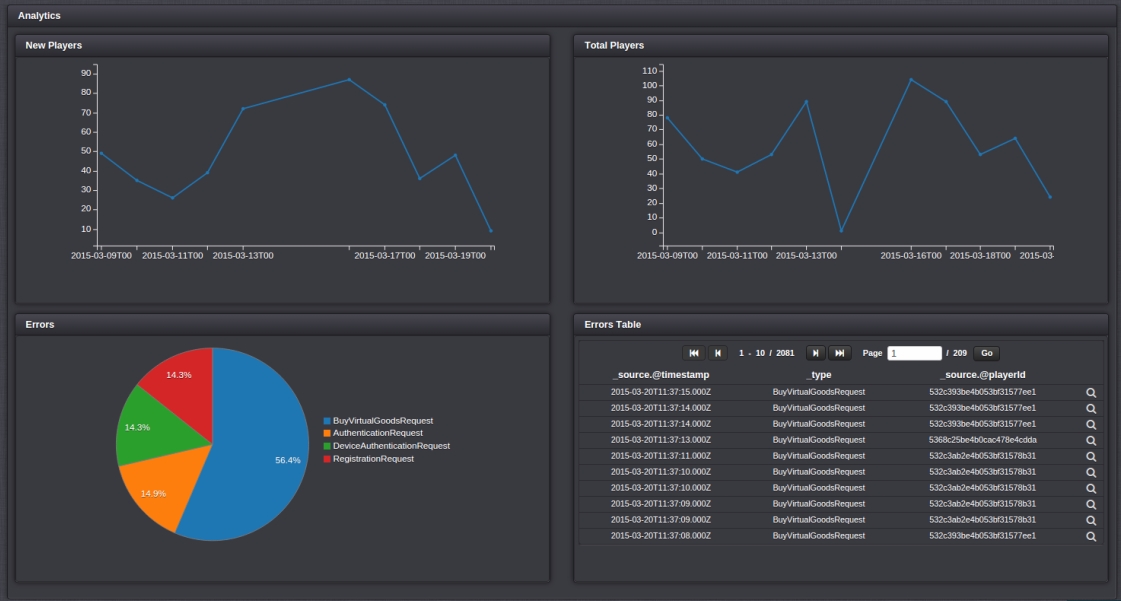 Analytics
New Players
90
80
70
60
50
40
30
20
10
2015-03-09T00 2015-03-11T00 2015-03-13T00 2015-03-17T00 2015-03-19T00
Total Players
110
100
90
80
70
60
50
40
30
20
10
0
2015-03-09T00 2015-03-11T00 2015-03-13T00 2015-03-16T00 2015-03-18T00 2015-03-
Errors
14.3%
14.3%
14.9%
56.4%
BuyVirtualGoodsRequest
AuthenticationRequest
DeviceAuthenticationRequest
RegistrationRequest
Errors Table
1 - 10 / 2081 Page 1 / 209 Go
_source.@timestamp _type _source.@playerId
2015-03-20T11:37:15.000Z BuyVirtualGoodsRequest 532c393be4b053bf31577ee1
2015-03-20T11:37:14.000Z BuyVirtualGoodsRequest 532c393be4b053bf31577ee1
2015-03-20T11:37:14.000Z BuyVirtualGoodsRequest 532c393be4b053bf31577ee1
2015-03-20T11:37:13.000Z BuyVirtualGoodsRequest 5368c25be4b0cac478e4cdda
2015-03-20T11:37:11.000Z BuyVirtualGoodsRequest 532c3ab2e4b053bf31578b31
2015-03-20T11:37:10.000Z BuyVirtualGoodsRequest 532c3ab2e4b053bf31578b31
2015-03-20T11:37:10.000Z BuyVirtualGoodsRequest 532c3ab2e4b053bf31578b31
2015-03-20T11:37:09.000Z BuyVirtualGoodsRequest 532c3ab2e4b053bf31578b31
2015-03-20T11:37:09.000Z BuyVirtualGoodsRequest 532c3ab2e4b053bf31578b31
2015-03-20T11:37:08.000Z BuyVirtualGoodsRequest 532c393be4b053bf31577ee1